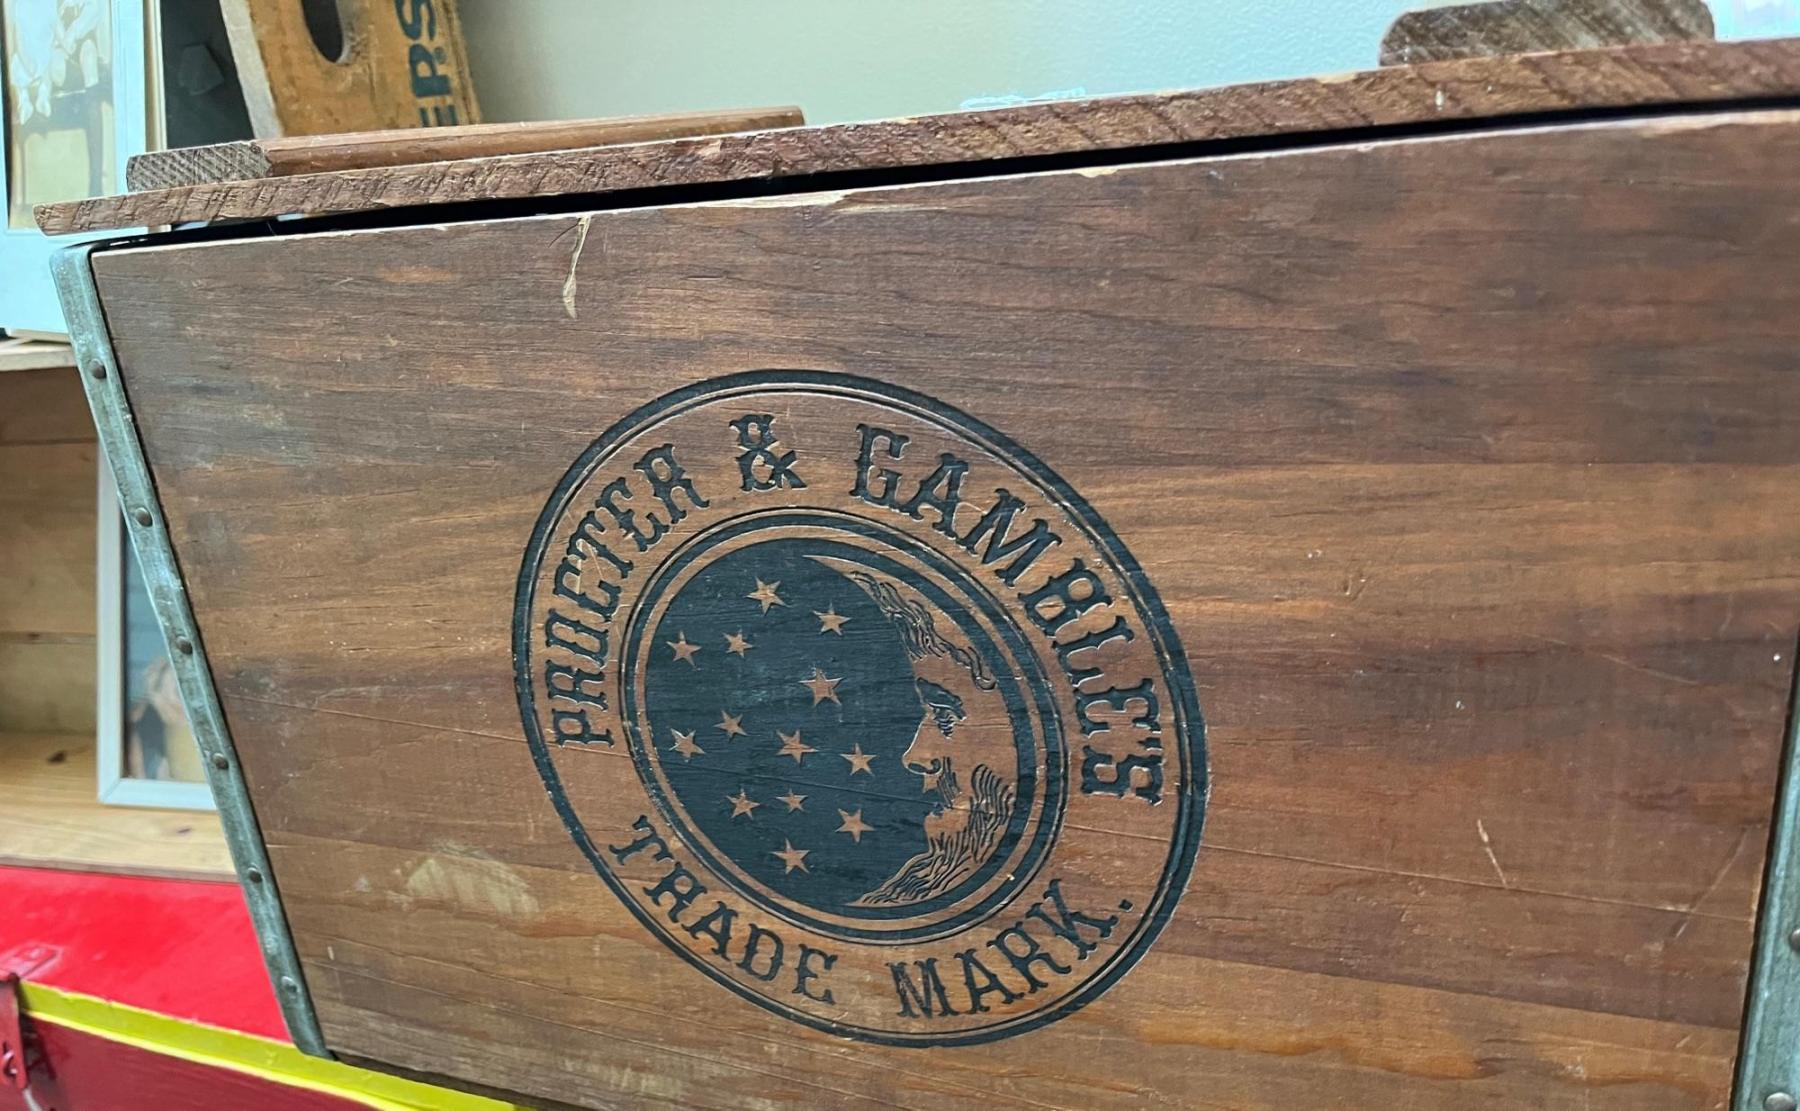 PROCTER & GAMBLE'S
TRADE MARK.